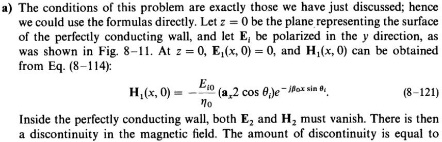 a) The conditions of this problem are exactly those we have just discussed; hence
we could use the formulas directly. Let z = 0 be the plane representing the surface
of the perfectly conducting wall, and let Eᵢ be polarized in the y direction, as
was shown in Fig. 8–11. At z = 0, E₁(x, 0) = 0, and H₁(x, 0) can be obtained
from Eq. (8–114):
H₁(x, 0) = −(Eᵢ₀/η₀)(aₓ2 cos θᵢ)e^(−jβ₀x sin θᵢ). (8–121)
Inside the perfectly conducting wall, both E₂ and H₂ must vanish. There is then
a discontinuity in the magnetic field. The amount of discontinuity is equal to